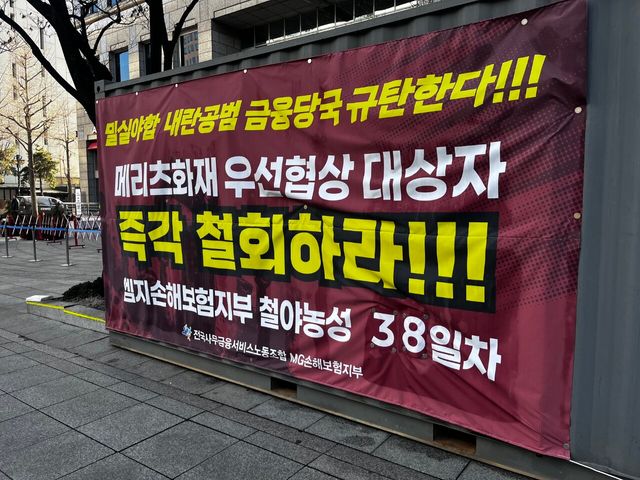 밀실야합 내란공범 금융당국 규탄한다!!!
메리츠화재 우선협상 대상자
즉각 철회하라!!!
엠지손해보험지부 철야농성 38일차
전국사무금융서비스노동조합 MG손해보험지부